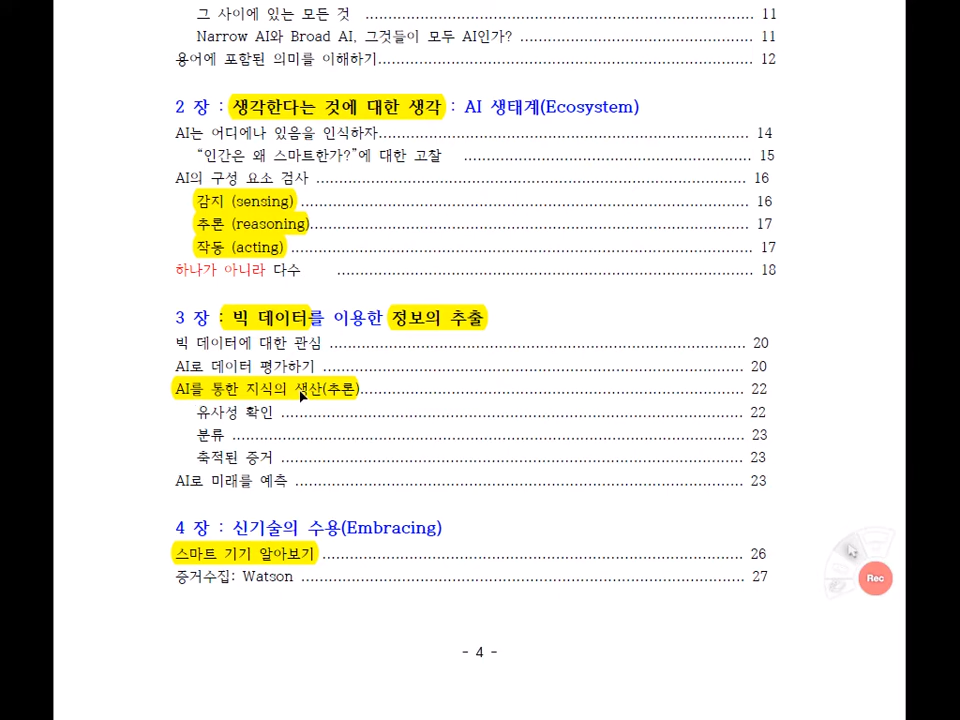 그 사이에 있는 모든 것 ........ 11
Narrow AI와 Broad AI, 그것들이 모두 AI인가? ........ 11
용어에 포함된 의미를 이해하기........ 12
2 장 : 생각한다는 것에 대한 생각 : AI 생태계(Ecosystem)
AI는 어디에나 있음을 인식하자........ 14
“인간은 왜 스마트한가?”에 대한 고찰 ........ 15
AI의 구성 요소 검사 ........ 16
감지 (sensing) ........ 16
추론 (reasoning)........ 17
작동 (acting) ........ 17
하나가 아니라 다수 ........ 18
3 장 : 빅 데이터를 이용한 정보의 추출
빅 데이터에 대한 관심 ........ 20
AI로 데이터 평가하기 ........ 20
AI를 통한 지식의 생산(추론)........ 22
유사성 확인 ........ 22
분류 ........ 23
축적된 증거 ........ 23
AI로 미래를 예측 ........ 23
4 장 : 신기술의 수용(Embracing)
스마트 기기 알아보기 ........ 26
증거수집: Watson ........ 27
Rec
- 4 -